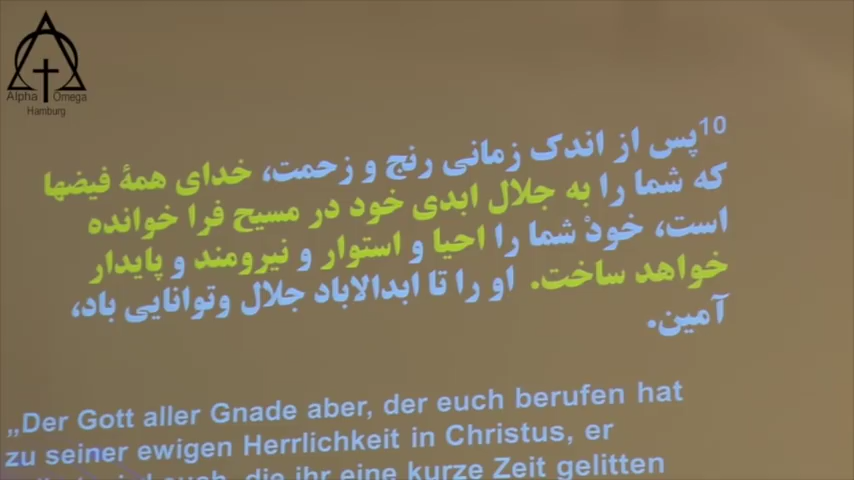 Alpha Omega
Hamburg
10پس از اندک زمانی رنج و زحمت، خدای همهٔ فیضها
که شما را به جلال ابدی خود در مسیح فرا خوانده
است، خودْ شما را احیا و استوار و نیرومند و پایدار
خواهد ساخت. او را تا ابدالاباد جلال وتوانایی باد،
آمین.
„Der Gott aller Gnade aber, der euch berufen hat
zu seiner ewigen Herrlichkeit in Christus, er
euch, die ihr eine kurze Zeit gelitten